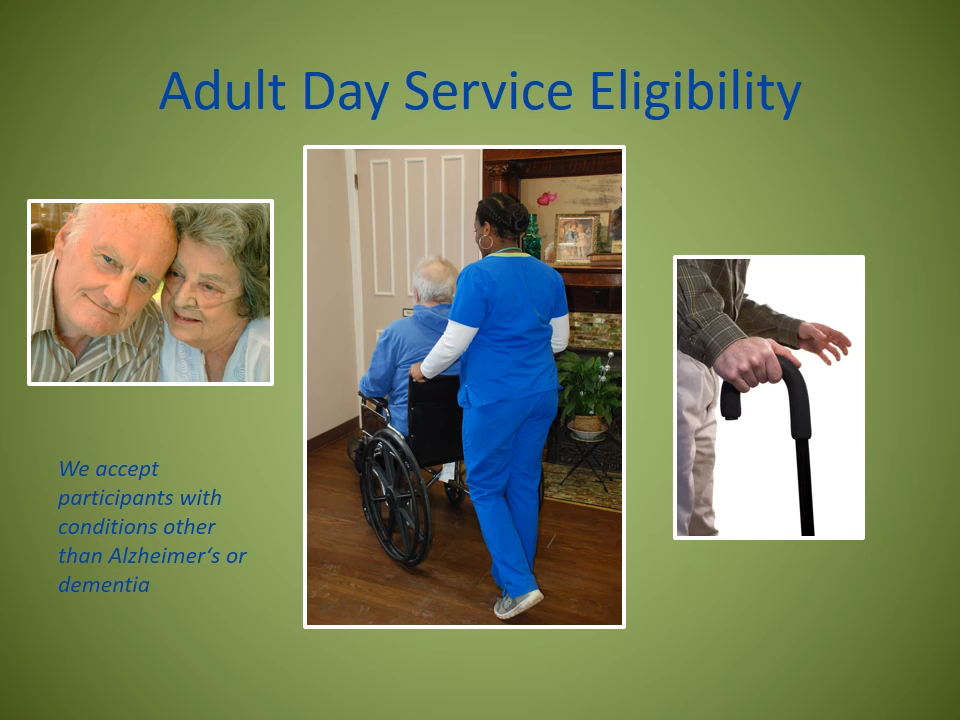 Adult Day Service Eligibility
We accept
participants with
conditions other
than Alzheimer‘s or
dementia